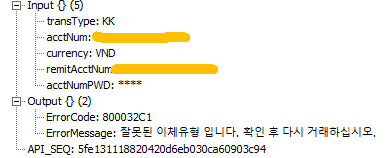 Input {} (5)
transType: KK
acctNum:
currency: VND
remitAcctNum
acctNumPWD: ****
Output {} (2)
ErrorCode: 800032C1
ErrorMessage: 잘못된 이체유형 입니다. 확인 후 다시 거래하십시오.
API_SEQ: 5fe131118820420d6eb030ca60903c94